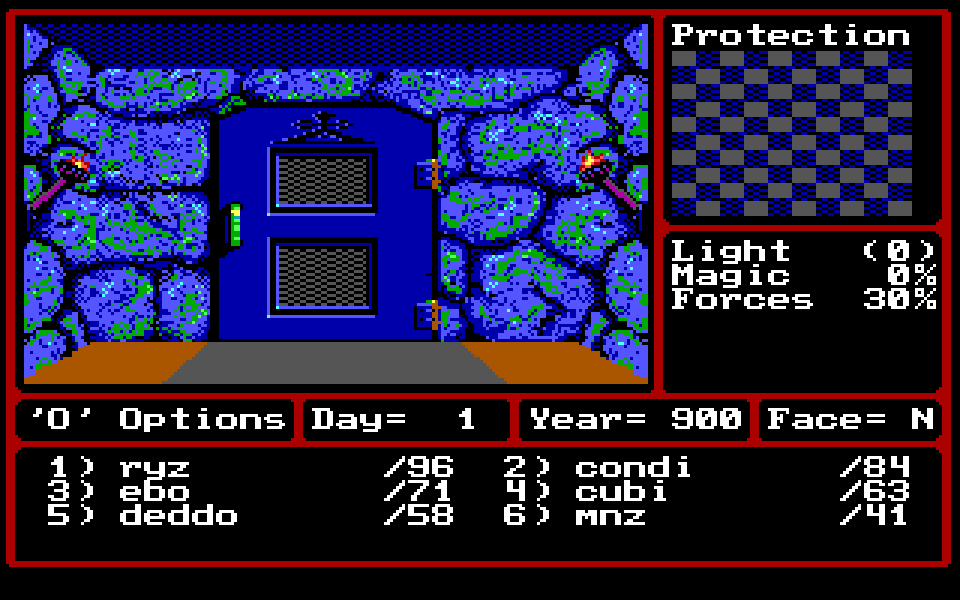 Protection
Light (0)
Magic 0%
Forces 30%
'O' Options Day= 1 Year= 900 Face= N
1) ryz /96 2) condi /84
3) ebo /71 4) cubi /63
5) deddo /58 6) mnz /41